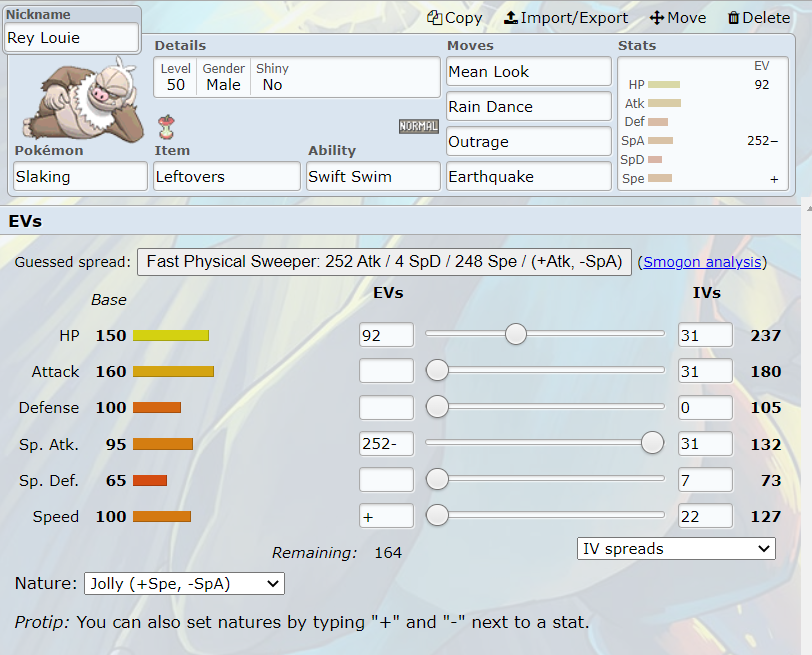 Nickname
Rey Louie
Copy Import/Export Move Delete
Details
Level Gender Shiny
50 Male No
NORMAL
Pokémon Item Ability
Slaking Leftovers Swift Swim
Moves
Mean Look
Rain Dance
Outrage
Earthquake
Stats
EV
HP 92
Atk
Def
SpA 252−
SpD
Spe +
EVs
Guessed spread: Fast Physical Sweeper: 252 Atk / 4 SpD / 248 Spe / (+Atk, -SpA) (Smogon analysis)
Base EVs IVs
HP 150 92 31 237
Attack 160 31 180
Defense 100 0 105
Sp. Atk. 95 252- 31 132
Sp. Def. 65 7 73
Speed 100 + 22 127
Remaining: 164 IV spreads
Nature: Jolly (+Spe, -SpA)
Protip: You can also set natures by typing "+" and "-" next to a stat.